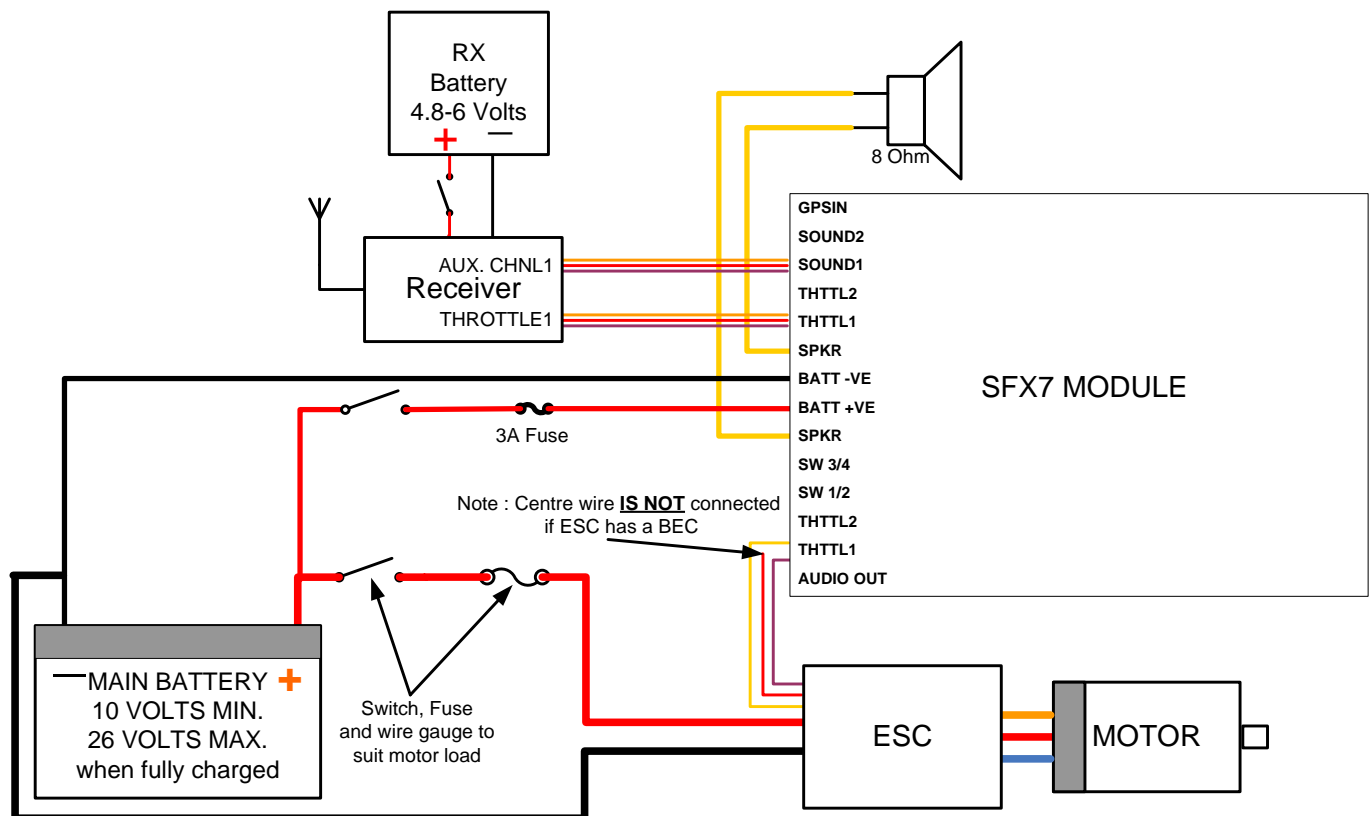 RX
Battery
4.8-6 Volts
+ —
8 Ohm
AUX. CHNL1
Receiver
THROTTLE1
GPSIN
SOUND2
SOUND1
THTTL2
THTTL1
SPKR
BATT -VE
BATT +VE
SPKR
SW 3/4
SW 1/2
THTTL2
THTTL1
AUDIO OUT
SFX7 MODULE
3A Fuse
Note : Centre wire IS NOT connected
if ESC has a BEC
— MAIN BATTERY +
10 VOLTS MIN.
26 VOLTS MAX.
when fully charged
Switch, Fuse
and wire gauge to
suit motor load
ESC
MOTOR